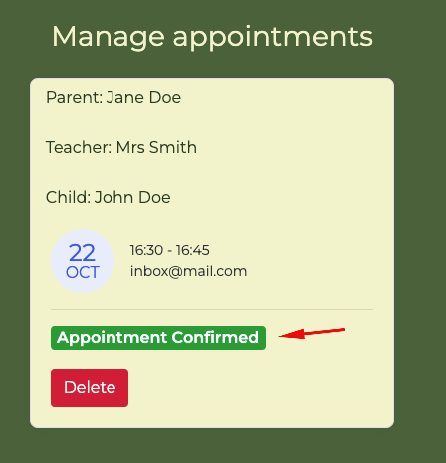 Manage appointments
Parent: Jane Doe
Teacher: Mrs Smith
Child: John Doe
22
OCT
16:30 - 16:45
inbox@mail.com
Appointment Confirmed
Delete